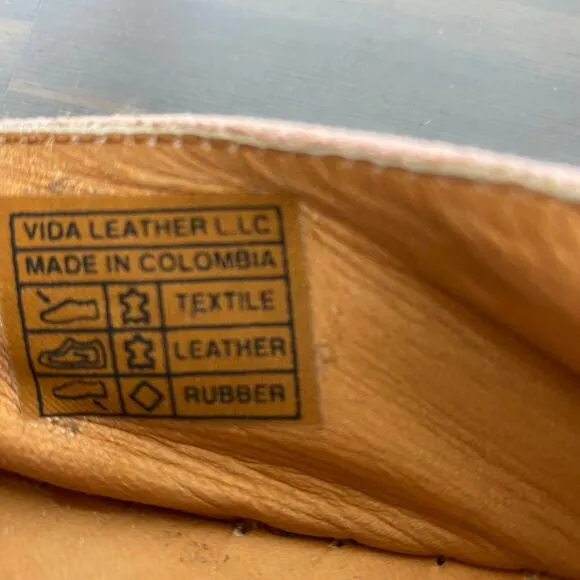 VIDA LEATHER L.LC
MADE IN COLOMBIA
TEXTILE
LEATHER
RUBBER